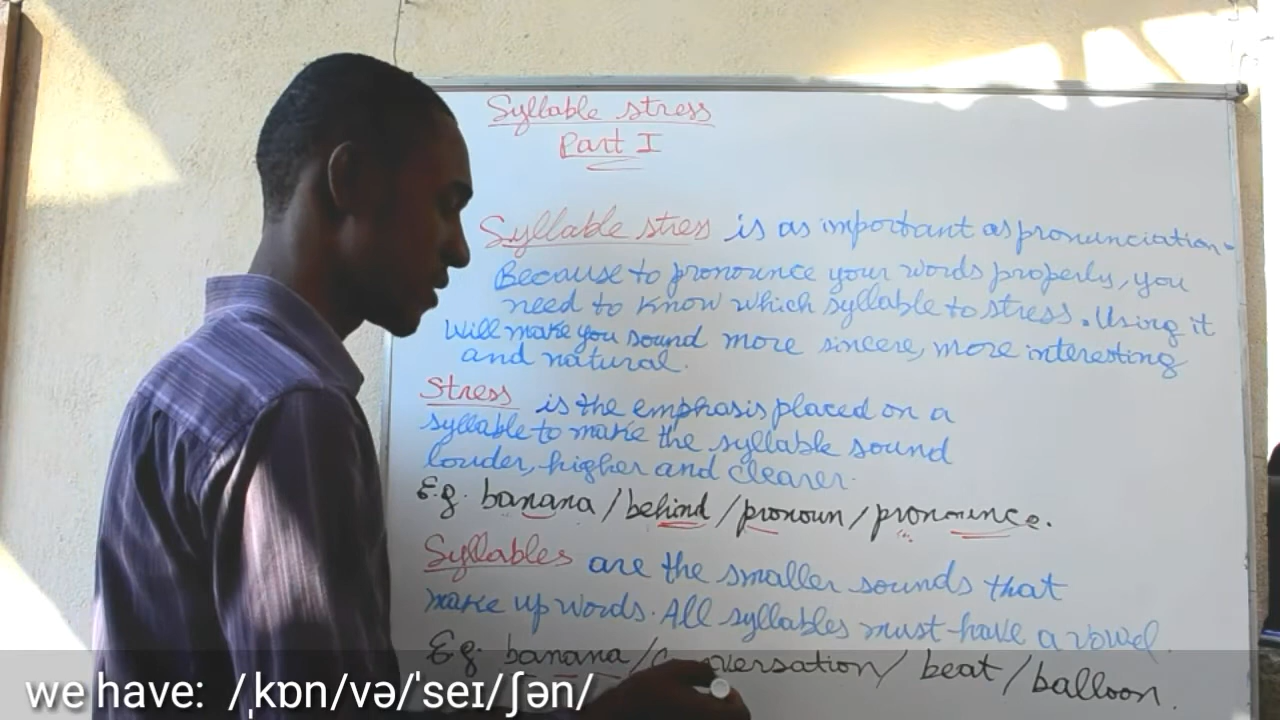 Syllable stress
Part I
Syllable stress is as important as pronunciation.
Because to pronounce your words properly, you
need to know which syllable to stress. Using it
will make you sound more sincere, more interesting
and natural.
Stress is the emphasis placed on a
syllable to make the syllable sound
louder, higher and clearer.
E.g. banana / behind / pronoun / pronounce.
Syllables are the smaller sounds that
make up words. All syllables must have a vowel.
E.g. banana / conversation / beat / balloon.
we have: /ˌkɒn/və/ˈseɪ/ʃən/